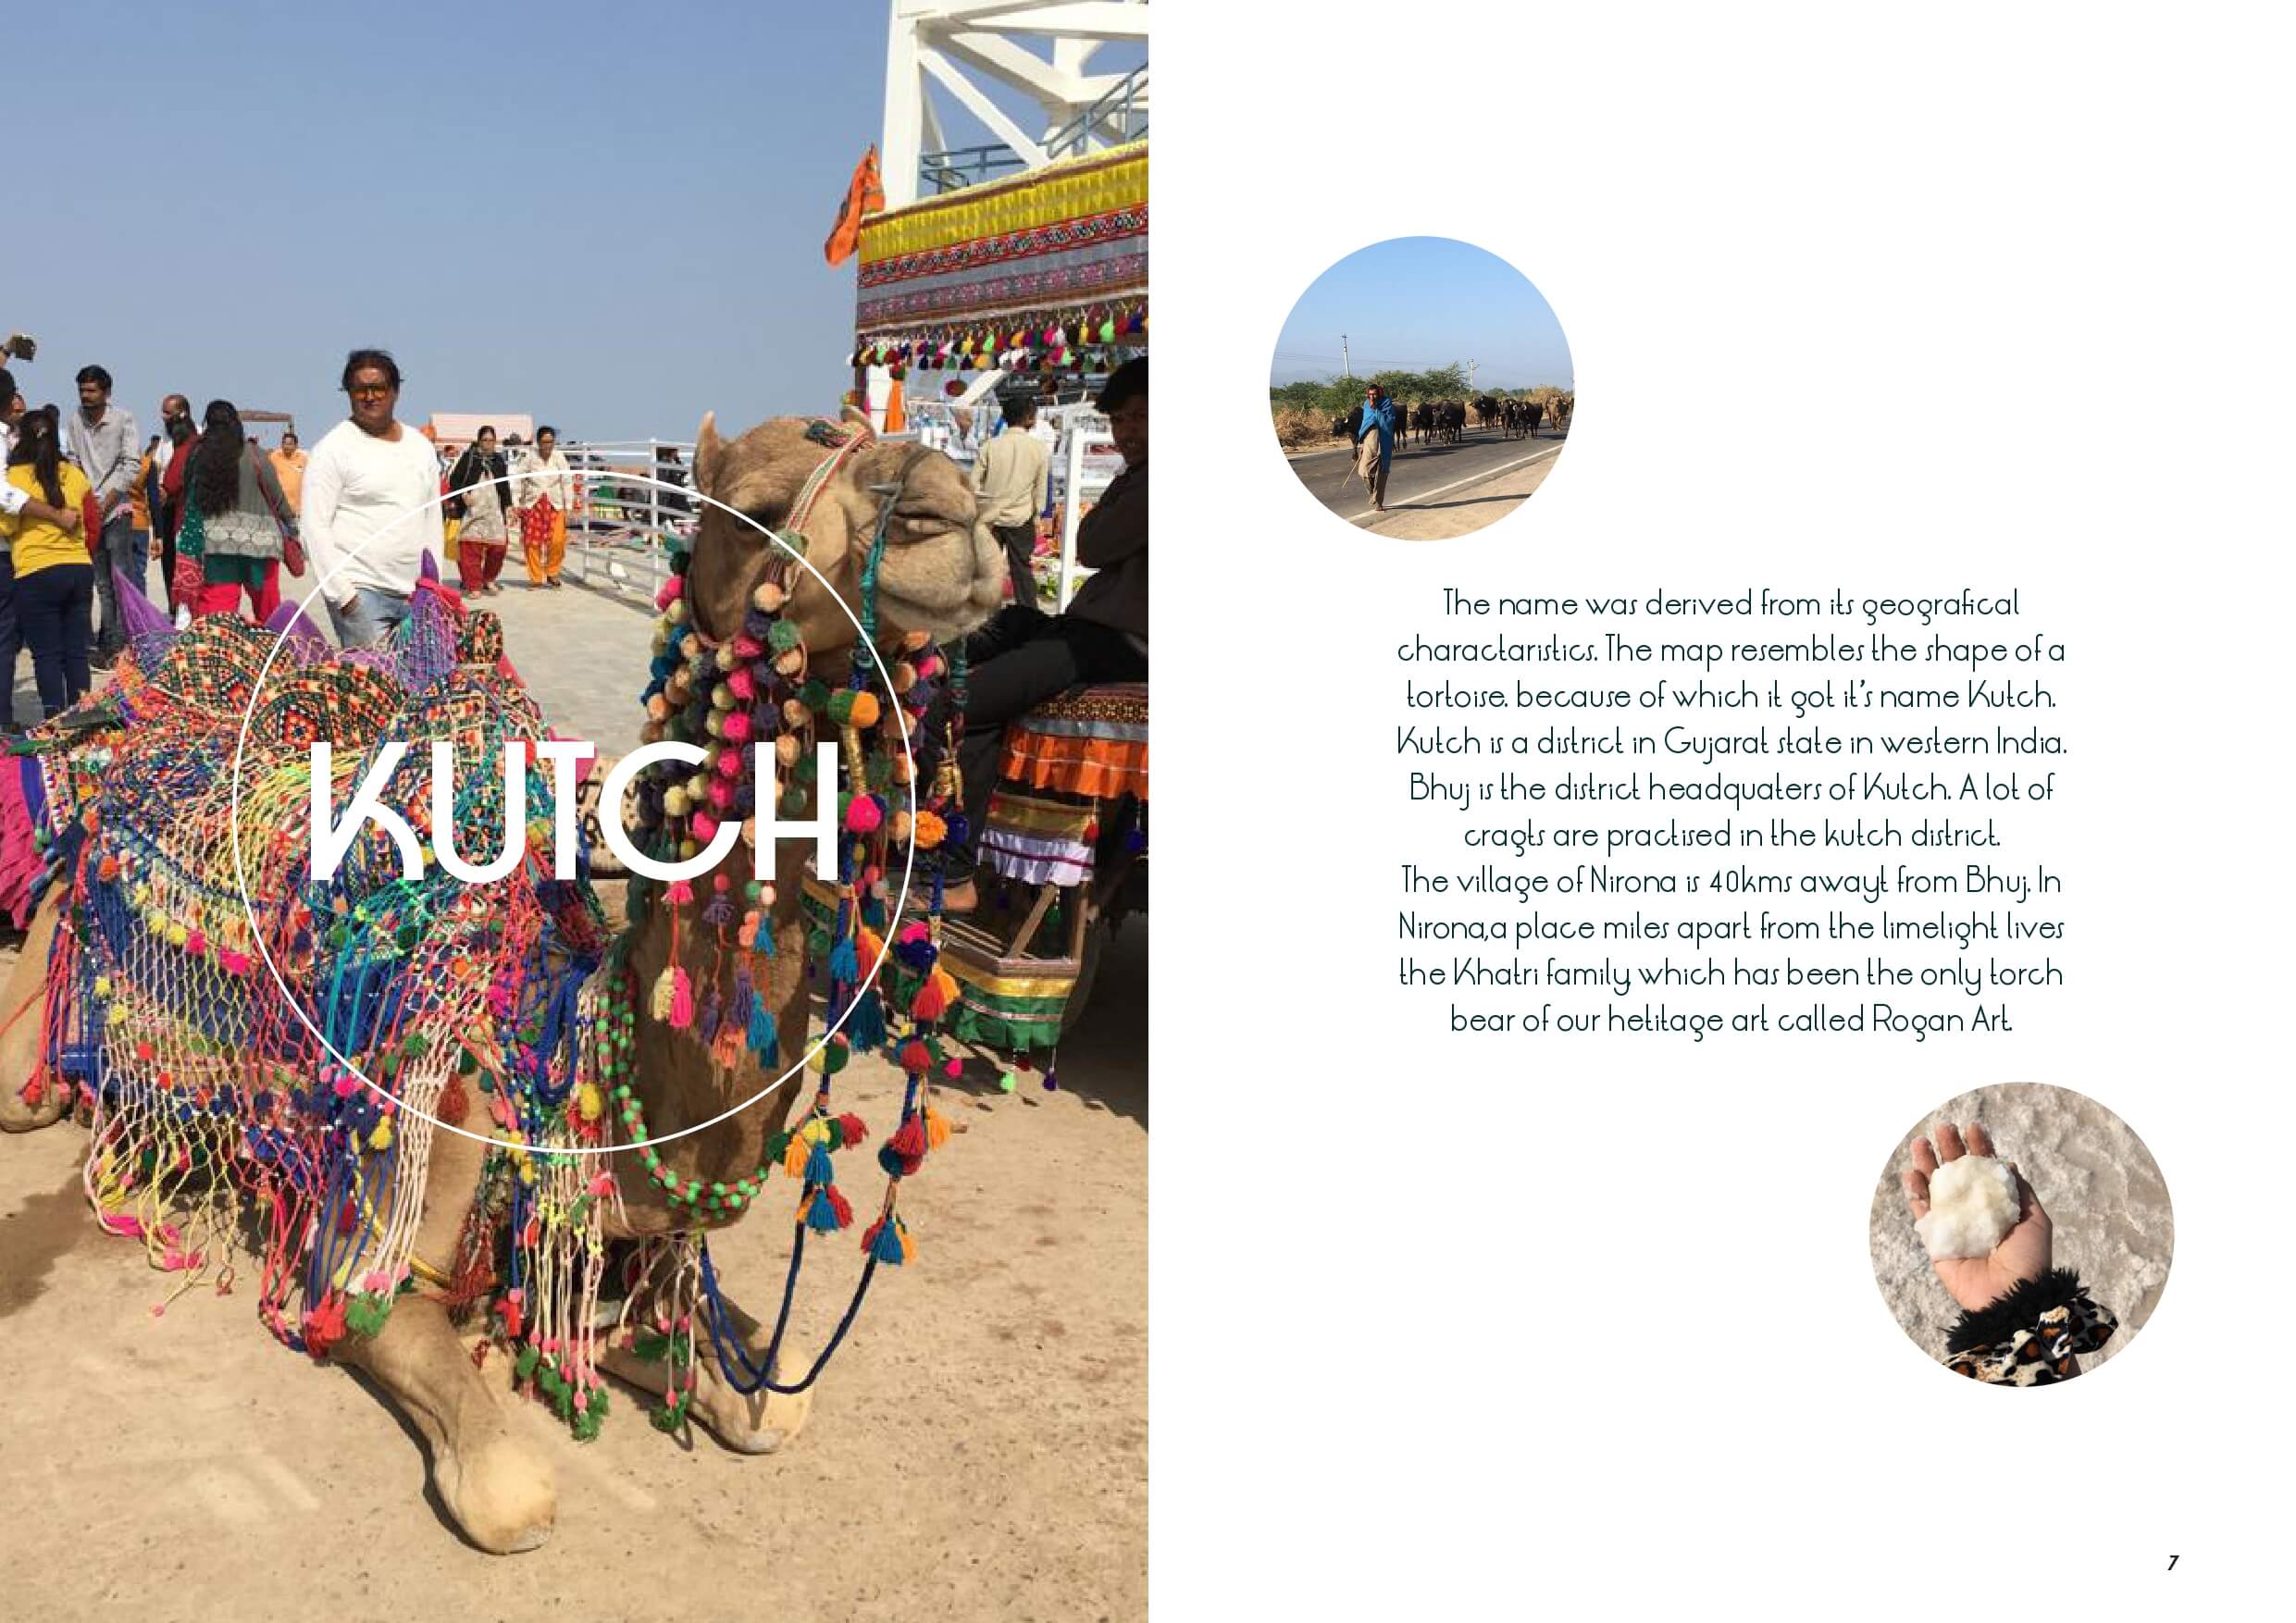 KUTCH
The name was derived from its geografical
charactaristics. The map resembles the shape of a
tortoise. because of which it got it's name Kutch.
Kutch is a district in Gujarat state in western India.
Bhuj is the district headquaters of Kutch. A lot of
cragts are practised in the kutch district.
The village of Nirona is 40kms awayt from Bhuj. In
Nirona,a place miles apart from the limelight lives
the Khatri family, which has been the only torch
bear of our hetitage art called Rogan Art.
7